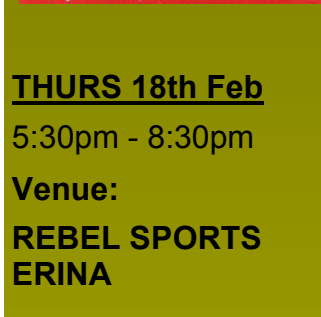 THURS 18th Feb
5:30pm - 8:30pm
Venue:
REBEL SPORTS
ERINA